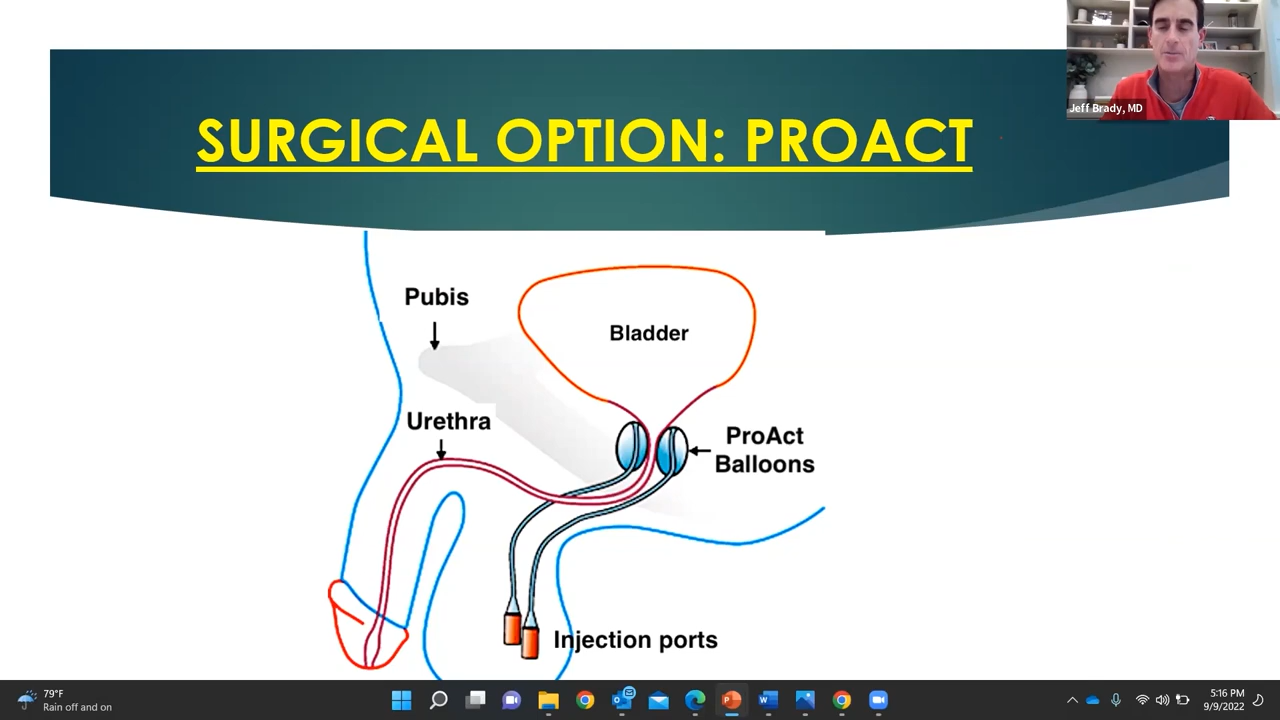 Jeff Brady, MD
SURGICAL OPTION: PROACT
Pubis
Bladder
Urethra
ProAct
Balloons
Injection ports
79°F
Rain off and on
5:16 PM
9/9/2022